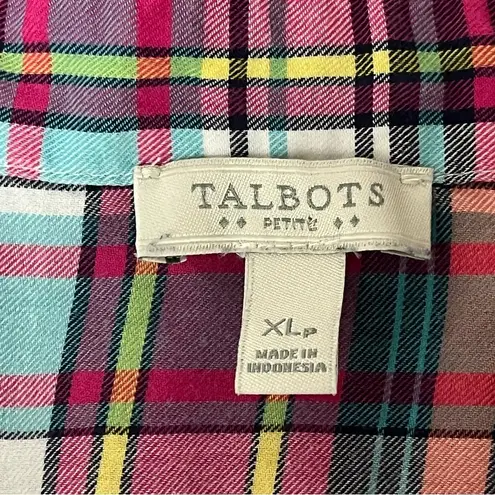 TALBOTS
PETITE
XLP
MADE IN
INDONESIA